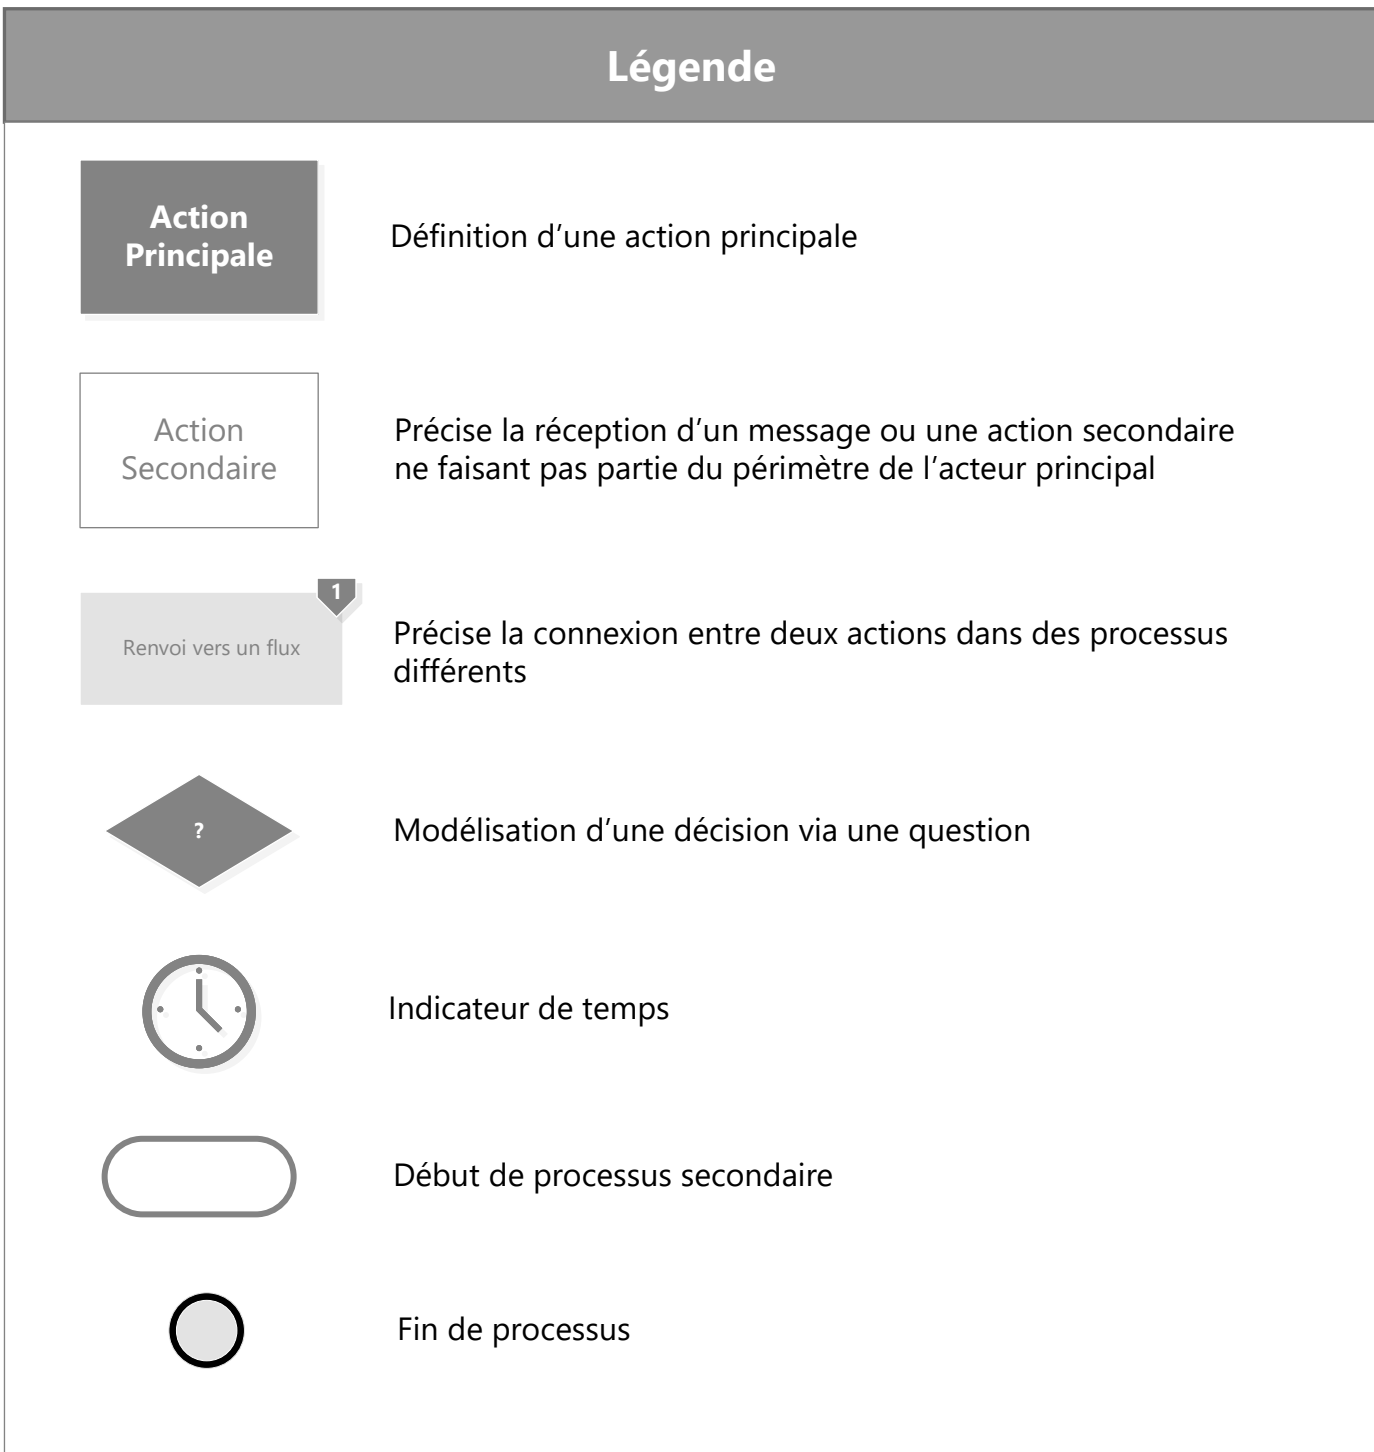 Légende
Action
Principale
Définition d’une action principale
Action
Secondaire
Précise la réception d’un message ou une action secondaire
ne faisant pas partie du périmètre de l’acteur principal
1
Renvoi vers un flux
Précise la connexion entre deux actions dans des processus
différents
?
Modélisation d’une décision via une question
Indicateur de temps
Début de processus secondaire
Fin de processus